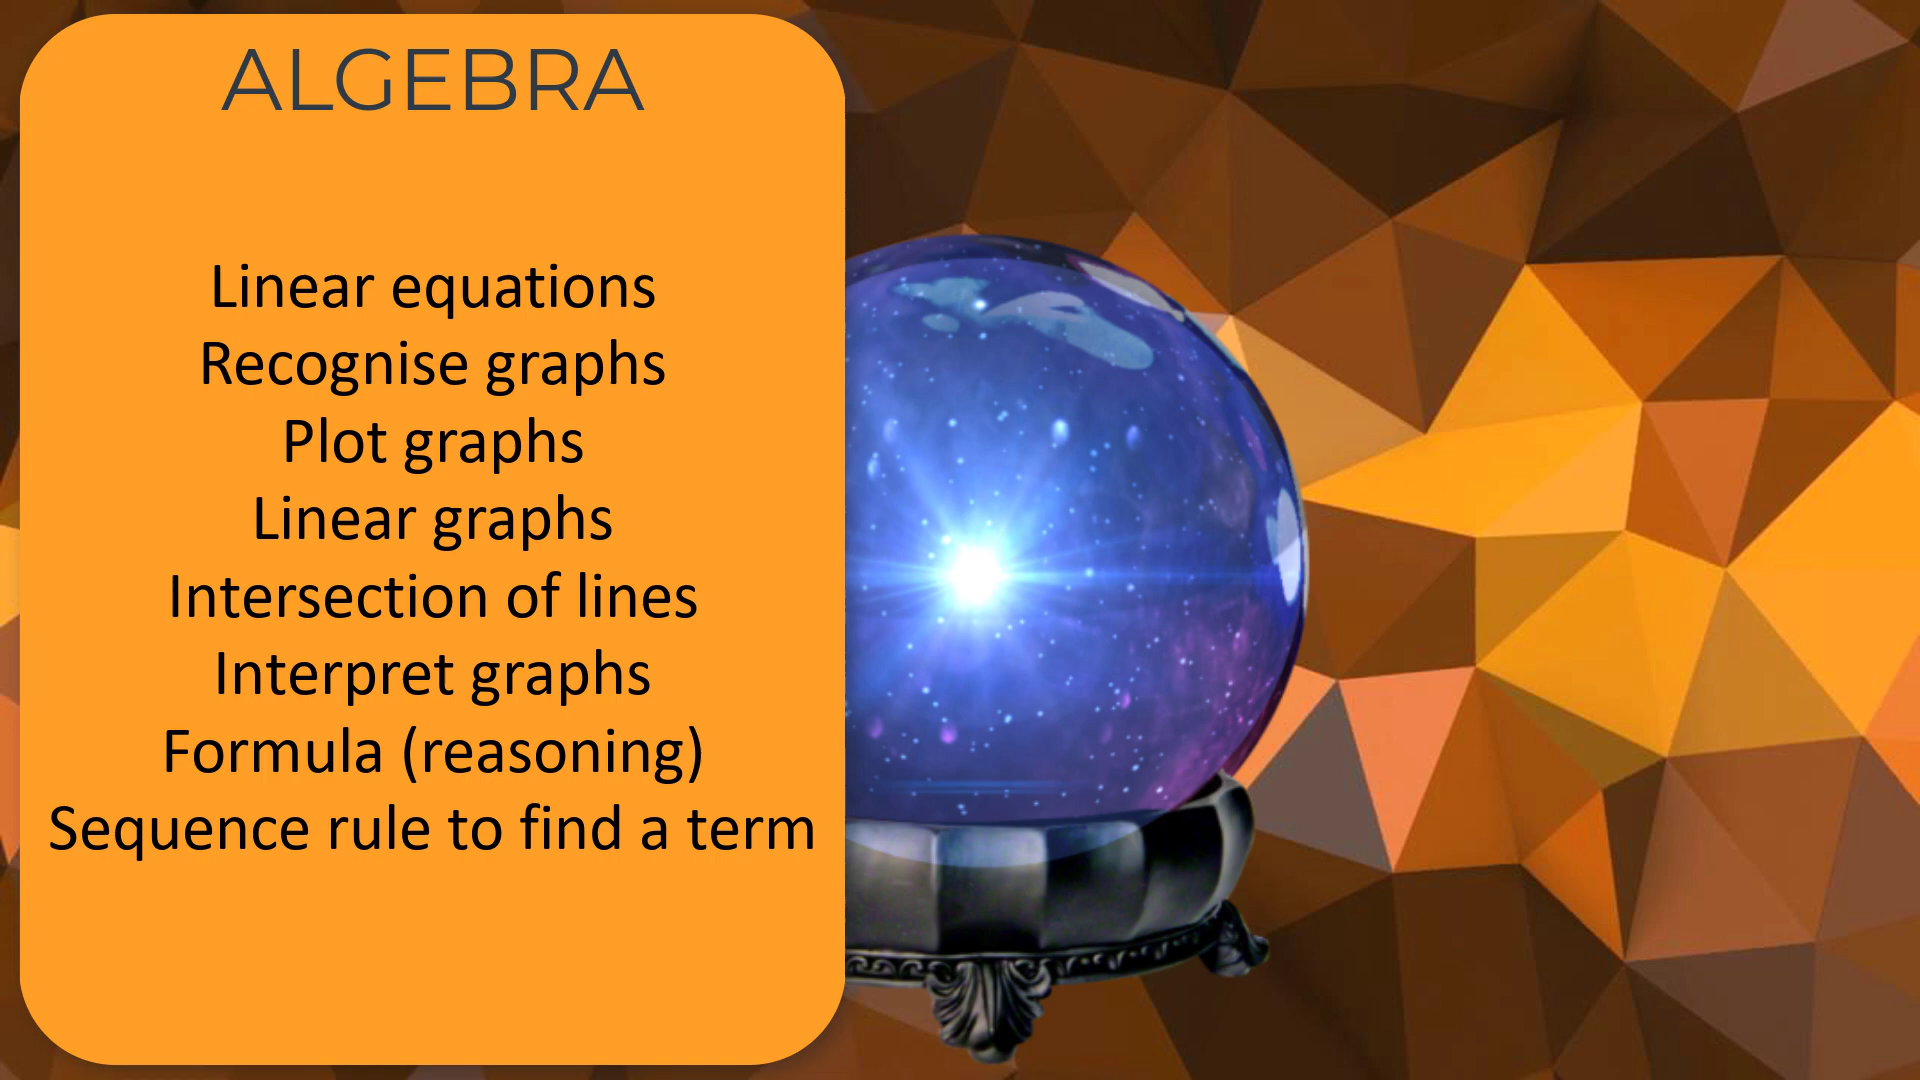 ALGEBRA
Linear equations
Recognise graphs
Plot graphs
Linear graphs
Intersection of lines
Interpret graphs
Formula (reasoning)
Sequence rule to find a term